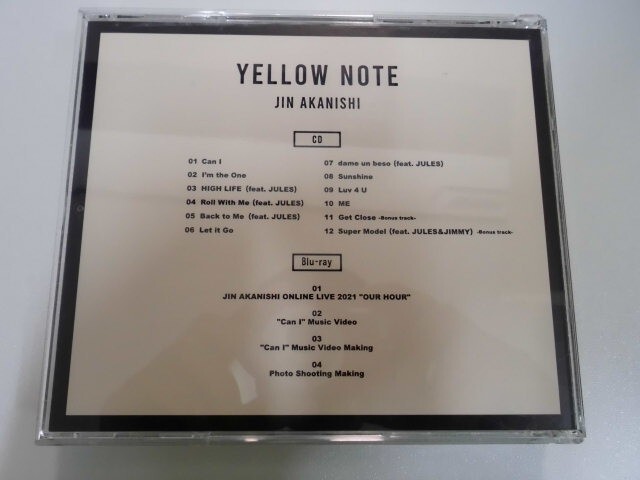 YELLOW NOTE
JIN AKANISHI
CD
01 Can I
02 I'm the One
03 HIGH LIFE (feat. JULES)
04 Roll With Me (feat. JULES)
05 Back to Me (feat. JULES)
06 Let it Go
07 dame un beso (feat. JULES)
08 Sunshine
09 Luv 4 U
10 ME
11 Get Close -Bonus track-
12 Super Model (feat. JULES&JIMMY) -Bonus track-
Blu-ray
01
JIN AKANISHI ONLINE LIVE 2021 "OUR HOUR"
02
"Can I" Music Video
03
"Can I" Music Video Making
04
Photo Shooting Making